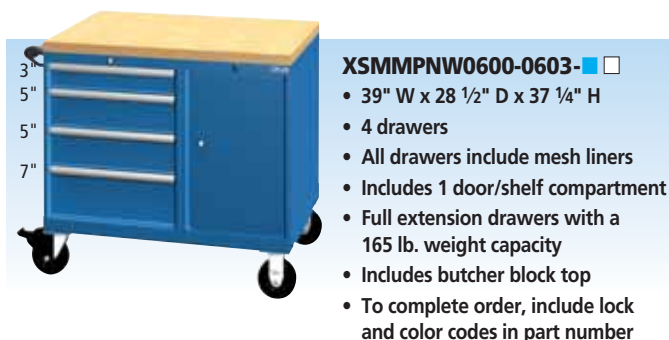 3"
5"
5"
7"
XSMMPNW0600-0603-■ □
• 39" W x 28 1/2" D x 37 1/4" H
• 4 drawers
• All drawers include mesh liners
• Includes 1 door/shelf compartment
• Full extension drawers with a
165 lb. weight capacity
• Includes butcher block top
• To complete order, include lock
and color codes in part number